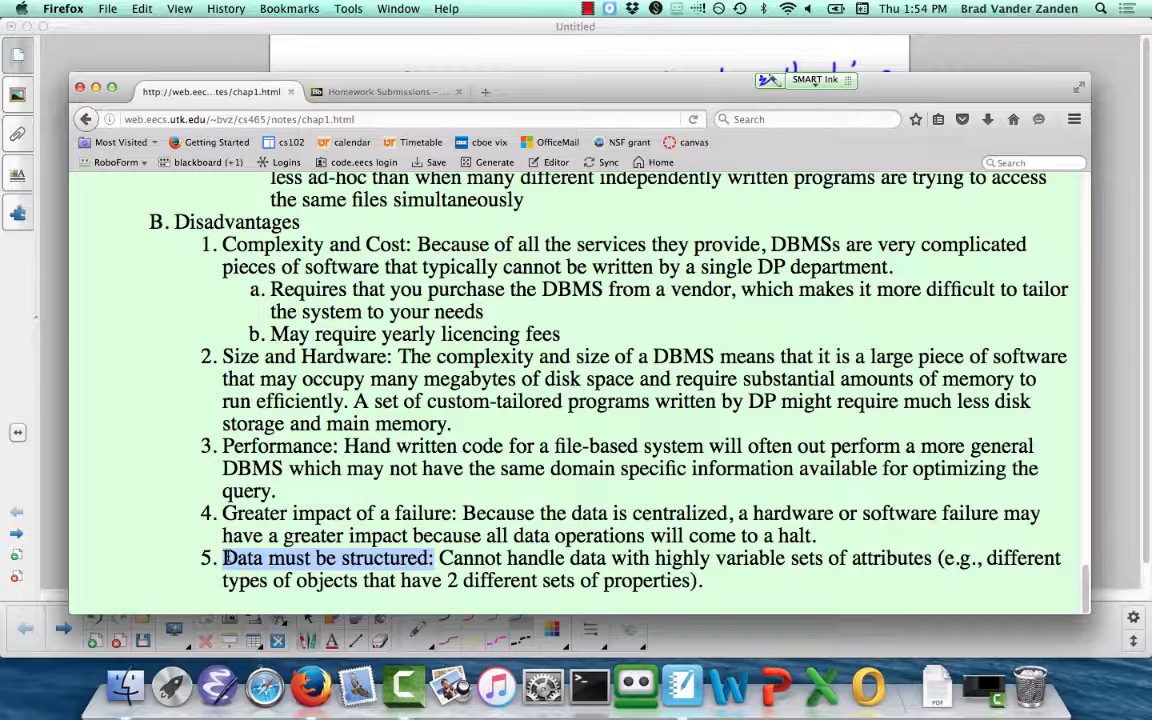 Firefox File Edit View History Bookmarks Tools Window Help Thu 1:54 PM Brad Vander Zanden
Untitled
SMART Ink
http://web.eec...tes/chap1.html Homework Submissions – ...
web.eecs.utk.edu/~bvz/cs465/notes/chap1.html Search
Most Visited Getting Started cs102 calendar Timetable cboe vix OfficeMail NSF grant canvas
RoboForm blackboard (+1) Logins code.eecs login Save Generate Editor Sync Home Search
less ad-hoc than when many different independently written programs are trying to access
the same files simultaneously
B. Disadvantages
1. Complexity and Cost: Because of all the services they provide, DBMSs are very complicated
pieces of software that typically cannot be written by a single DP department.
a. Requires that you purchase the DBMS from a vendor, which makes it more difficult to tailor
the system to your needs
b. May require yearly licencing fees
2. Size and Hardware: The complexity and size of a DBMS means that it is a large piece of software
that may occupy many megabytes of disk space and require substantial amounts of memory to
run efficiently. A set of custom-tailored programs written by DP might require much less disk
storage and main memory.
3. Performance: Hand written code for a file-based system will often out perform a more general
DBMS which may not have the same domain specific information available for optimizing the
query.
4. Greater impact of a failure: Because the data is centralized, a hardware or software failure may
have a greater impact because all data operations will come to a halt.
5. Data must be structured: Cannot handle data with highly variable sets of attributes (e.g., different
types of objects that have 2 different sets of properties).
PDF